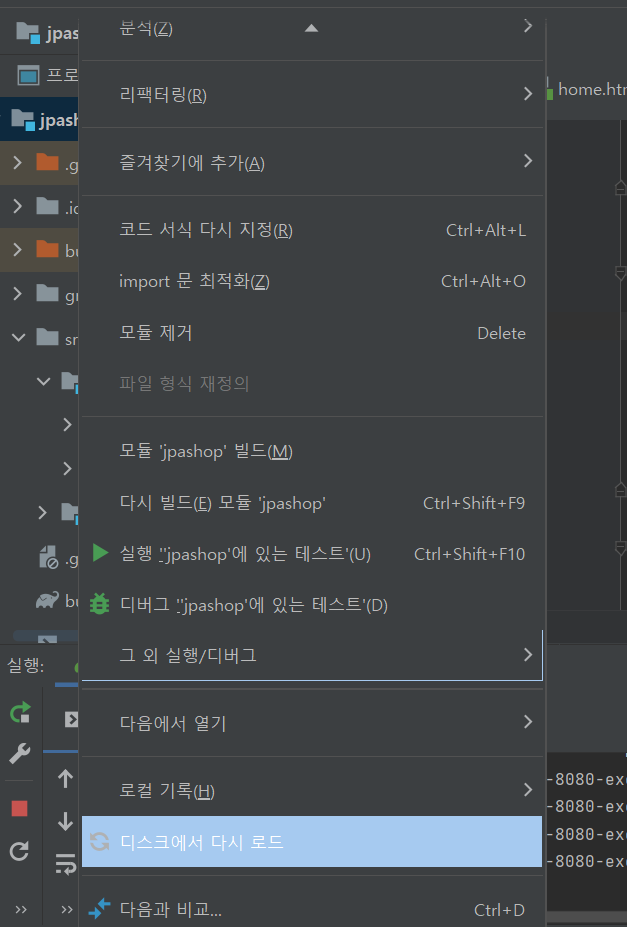 분석(Z)
jpas
프로
리팩터링(R)
home.htm
jpash
즐겨찾기에 추가(A)
.g
.id
코드 서식 다시 지정(R) Ctrl+Alt+L
bu
import 문 최적화(Z) Ctrl+Alt+O
gr
모듈 제거 Delete
sr
파일 형식 재정의
모듈 'jpashop' 빌드(M)
다시 빌드(E) 모듈 'jpashop' Ctrl+Shift+F9
실행 ''jpashop'에 있는 테스트'(U) Ctrl+Shift+F10
.g
디버그 ''jpashop'에 있는 테스트'(D)
bu
그 외 실행/디버그
실행:
다음에서 열기
로컬 기록(H)
-8080-exe
-8080-exe
디스크에서 다시 로드
-8080-exe
-8080-exe
다음과 비교... Ctrl+D